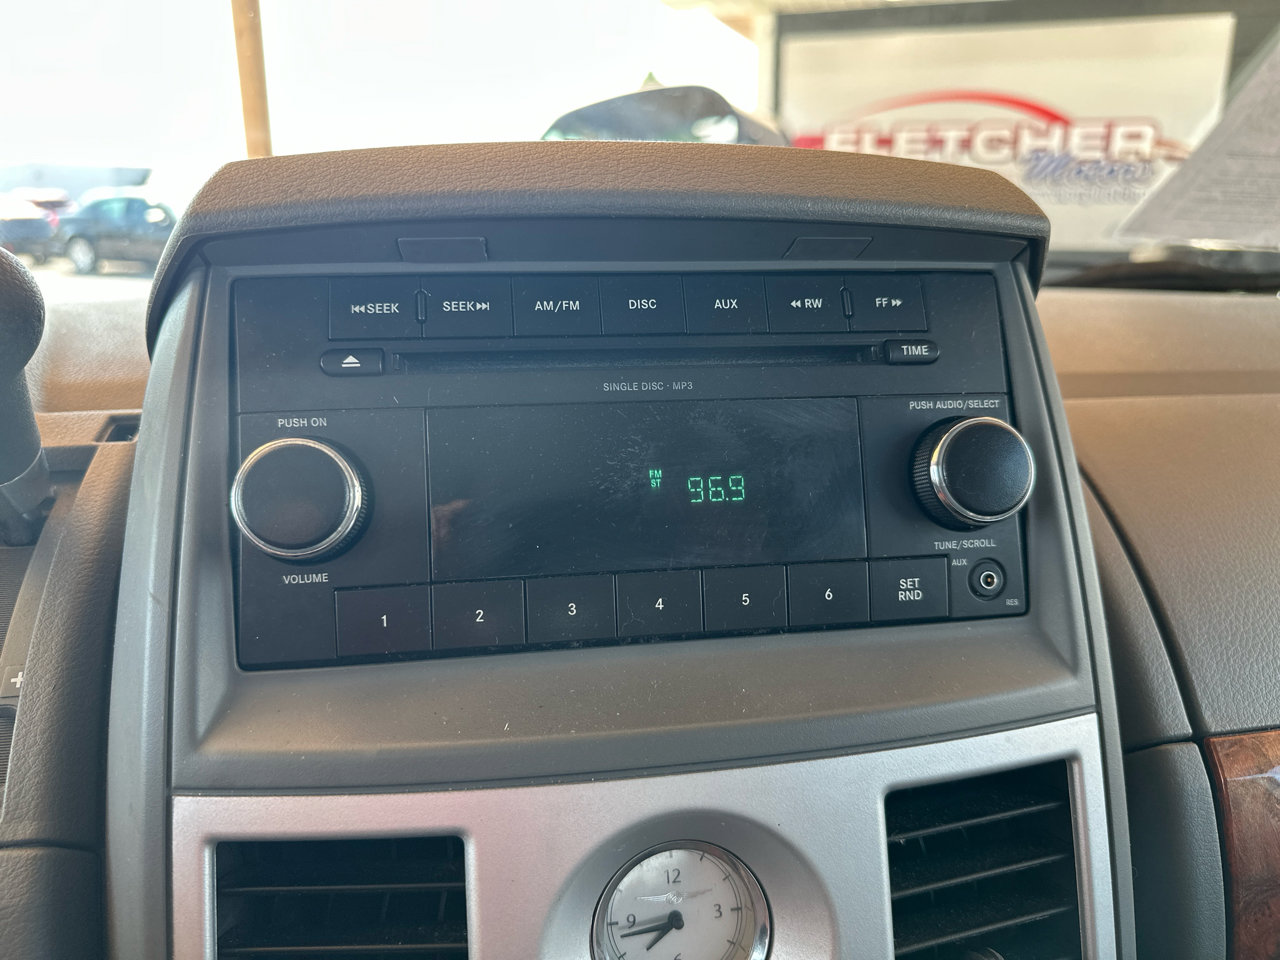 FLETCHER
Motors
SEEK
SEEK
AM/FM
DISC
AUX
RW
FF
TIME
SINGLE DISC · MP3
PUSH ON
PUSH AUDIO/SELECT
FM
ST
96.9
VOLUME
TUNE/SCROLL
AUX
1
2
3
4
5
6
SET
RND
RES
+
12
9
3
6